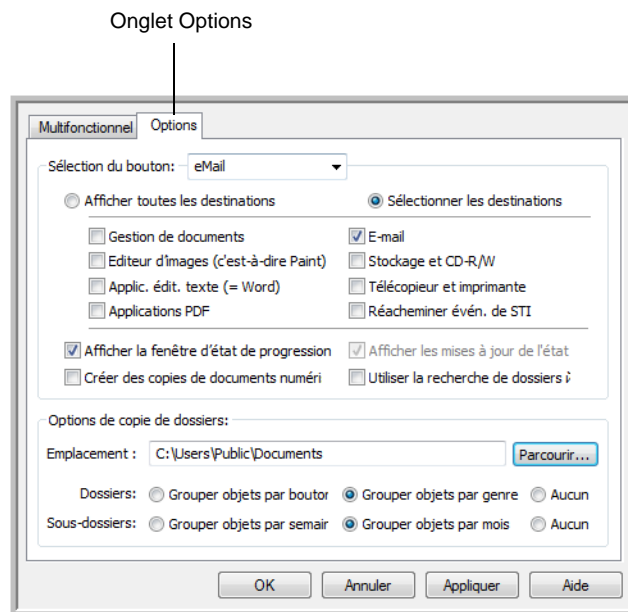 Onglet Options
Multifonctionnel Options
Sélection du bouton: eMail
Afficher toutes les destinations Sélectionner les destinations
Gestion de documents E-mail
Editeur d'images (c'est-à-dire Paint) Stockage et CD-R/W
Applic. édit. texte (= Word) Télécopieur et imprimante
Applications PDF Réacheminer évén. de STI
Afficher la fenêtre d'état de progression Afficher les mises à jour de l'état
Créer des copies de documents numéri Utiliser la recherche de dossiers
Options de copie de dossiers:
Emplacement : C:\Users\Public\Documents Parcourir...
Dossiers: Grouper objets par boutor Grouper objets par genre Aucun
Sous-dossiers: Grouper objets par semair Grouper objets par mois Aucun
OK Annuler Appliquer Aide